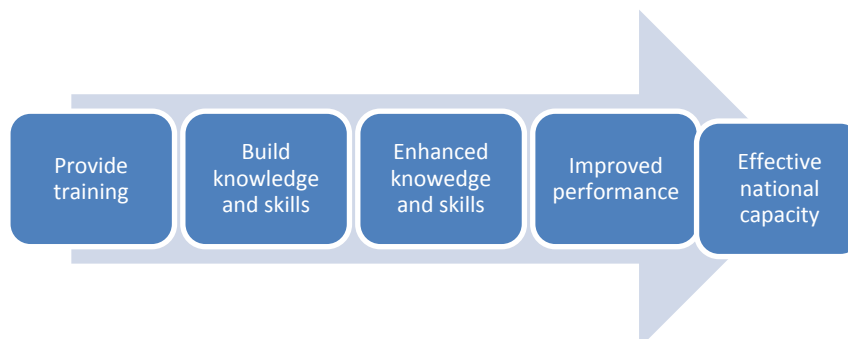 Provide
training
Build
knowledge
and skills
Enhanced
knowedge
and skills
Improved
performance
Effective
national
capacity